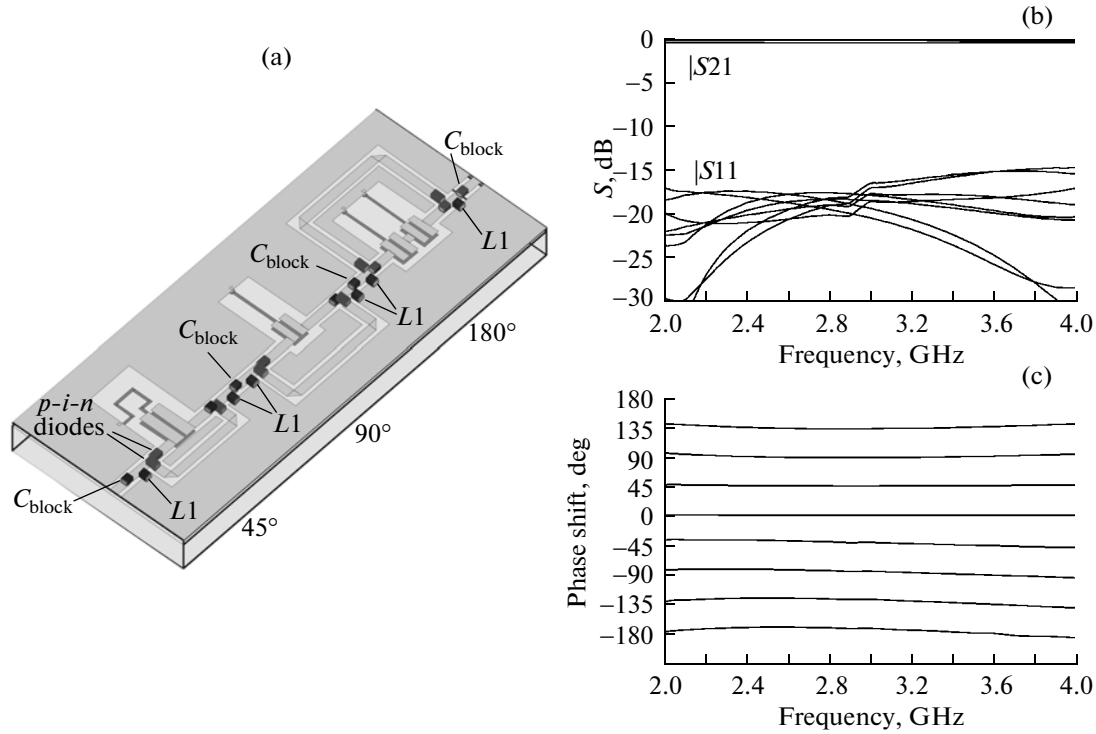 (a)
C_block
L1
C_block
L1
180°
C_block
p-i-n
diodes
L1
90°
C_block
L1
45°
(b)
0
−5
−10
−15
−20
−25
−30
S, dB
|S21
|S11
2.0 2.4 2.8 3.2 3.6 4.0
Frequency, GHz
(c)
180
135
90
45
0
−45
−90
−135
−180
Phase shift, deg
2.0 2.4 2.8 3.2 3.6 4.0
Frequency, GHz